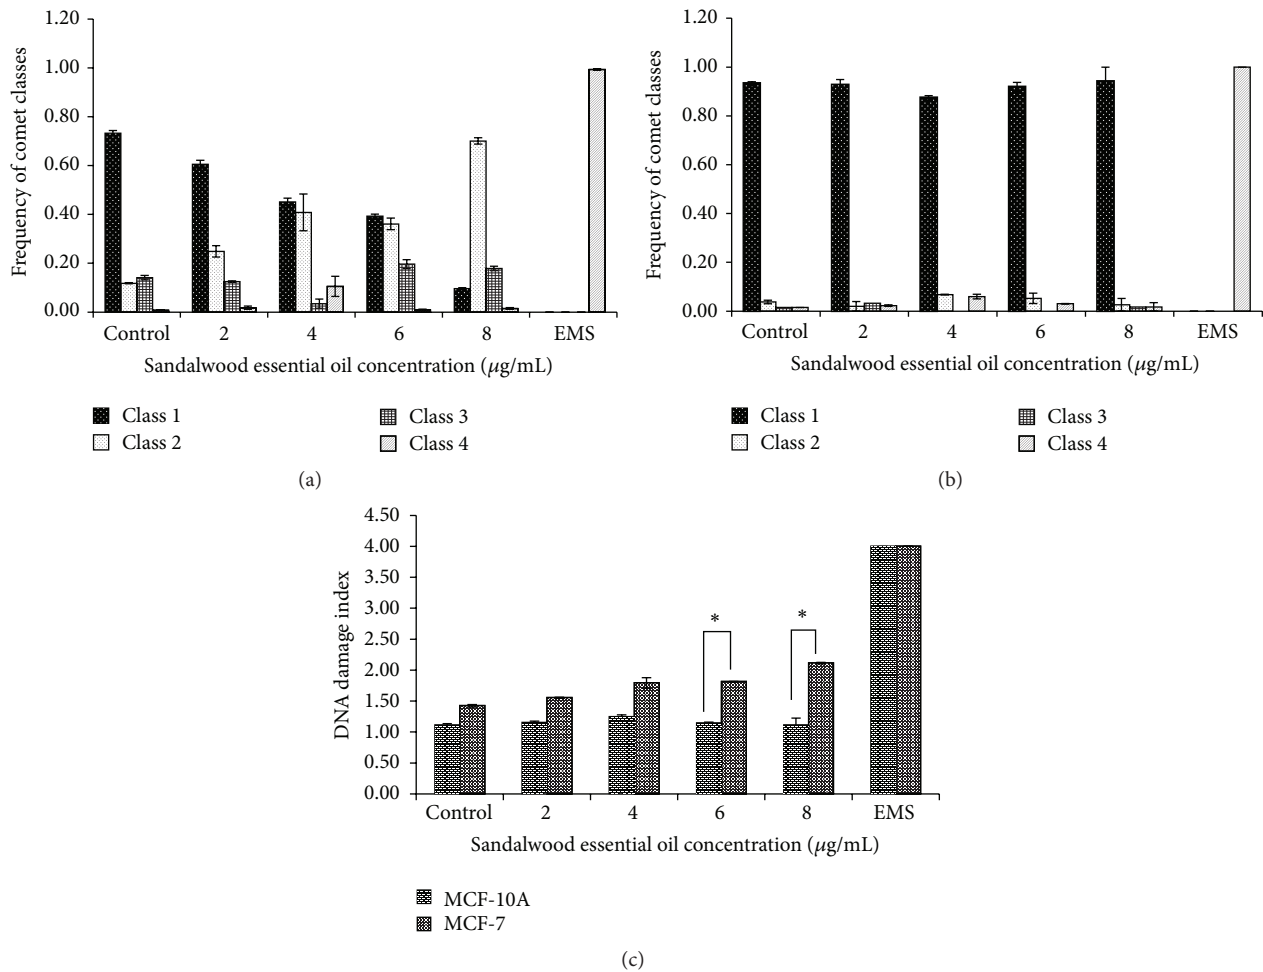 1.20
1.00
0.80
0.60
0.40
0.20
0.00
Frequency of comet classes
Control 2 4 6 8 EMS
Sandalwood essential oil concentration (µg/mL)
Class 1 Class 3
Class 2 Class 4
(a)
1.20
1.00
0.80
0.60
0.40
0.20
0.00
Frequency of comet classes
Control 2 4 6 8 EMS
Sandalwood essential oil concentration (µg/mL)
Class 1 Class 3
Class 2 Class 4
(b)
4.50
4.00
3.50
3.00
2.50
2.00
1.50
1.00
0.50
0.00
DNA damage index
* *
Control 2 4 6 8 EMS
Sandalwood essential oil concentration (µg/mL)
MCF-10A
MCF-7
(c)